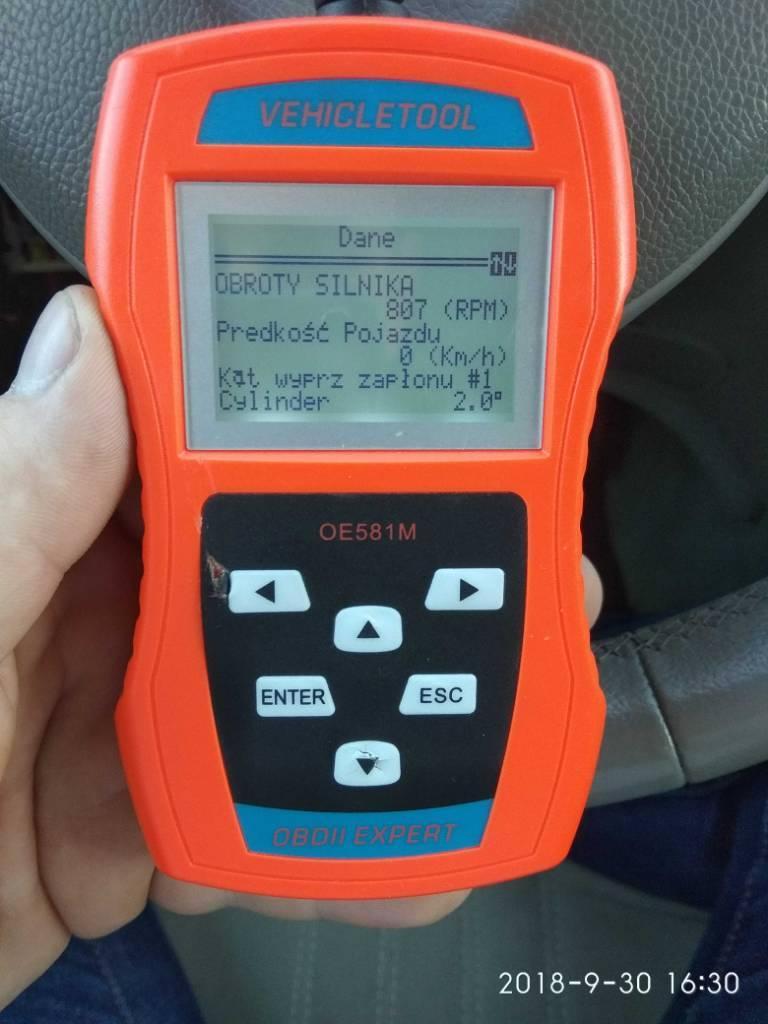 VEHICLETOOL
Dane
OBROTY SILNIKA
807 (RPM)
Predkość Pojazdu
0 (Km/h)
Kąt wyprz zapłonu #1
Cylinder 2.0°
OE581M
ENTER
ESC
OBDII EXPERT
2018-9-30 16:30